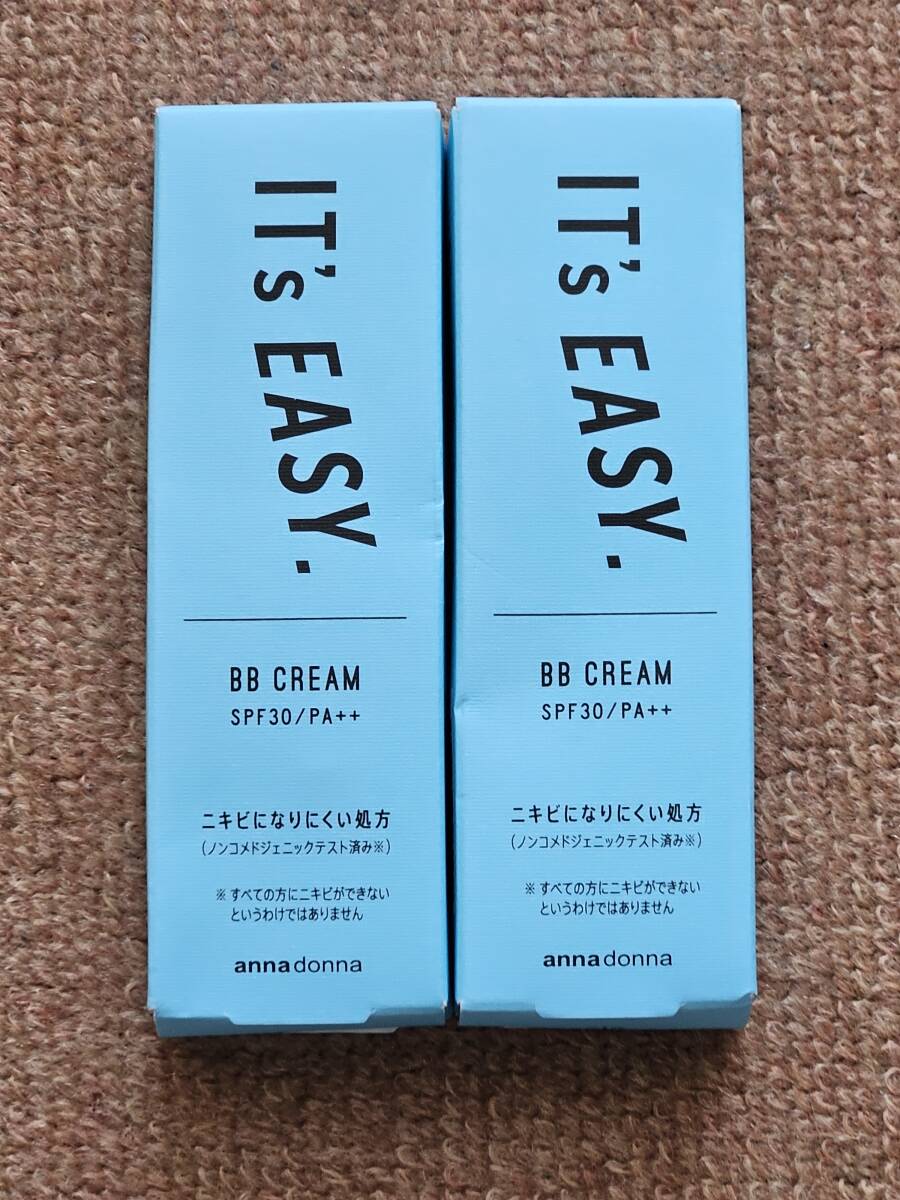 IT's EASY.
BB CREAM
SPF30/PA++
ニキビになりにくい処方
(ノンコメドジェニックテスト済み※)
※すべての方にニキビができない
というわけではありません
annadonna
IT's EASY.
BB CREAM
SPF30/PA++
ニキビになりにくい処方
(ノンコメドジェニックテスト済み※)
※すべての方にニキビができない
というわけではありません
annadonna